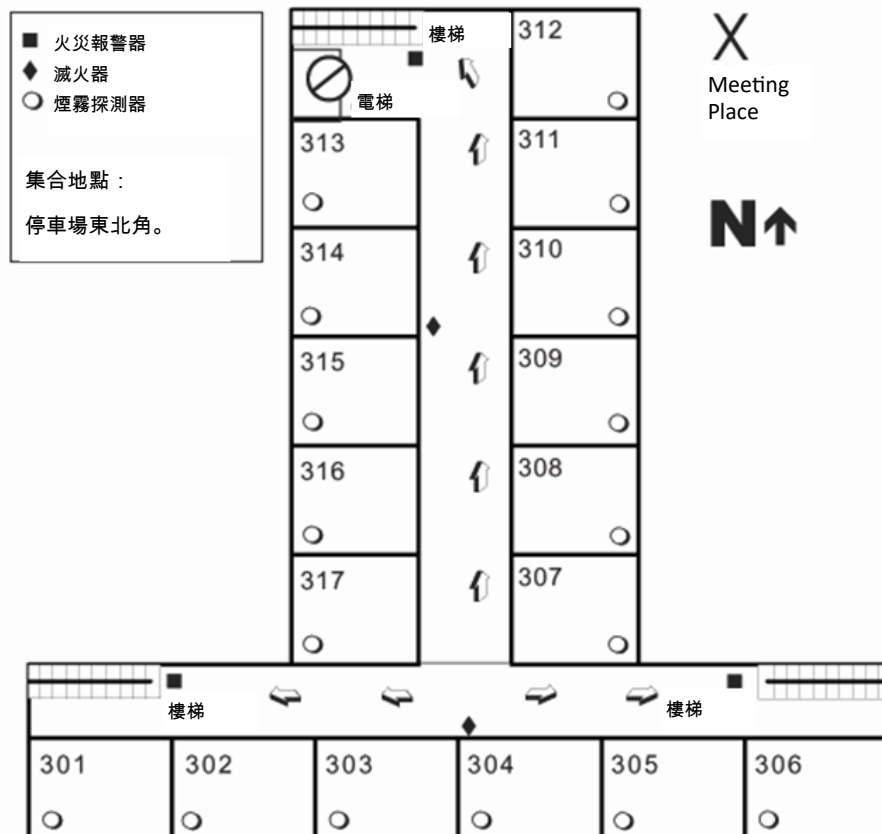 火災報警器
滅火器
煙霧探測器
集合地點：
停車場東北角。
樓梯
312
X
Meeting
Place
電梯
313
311
N
314
310
315
309
316
308
317
307
樓梯
樓梯
301
302
303
304
305
306